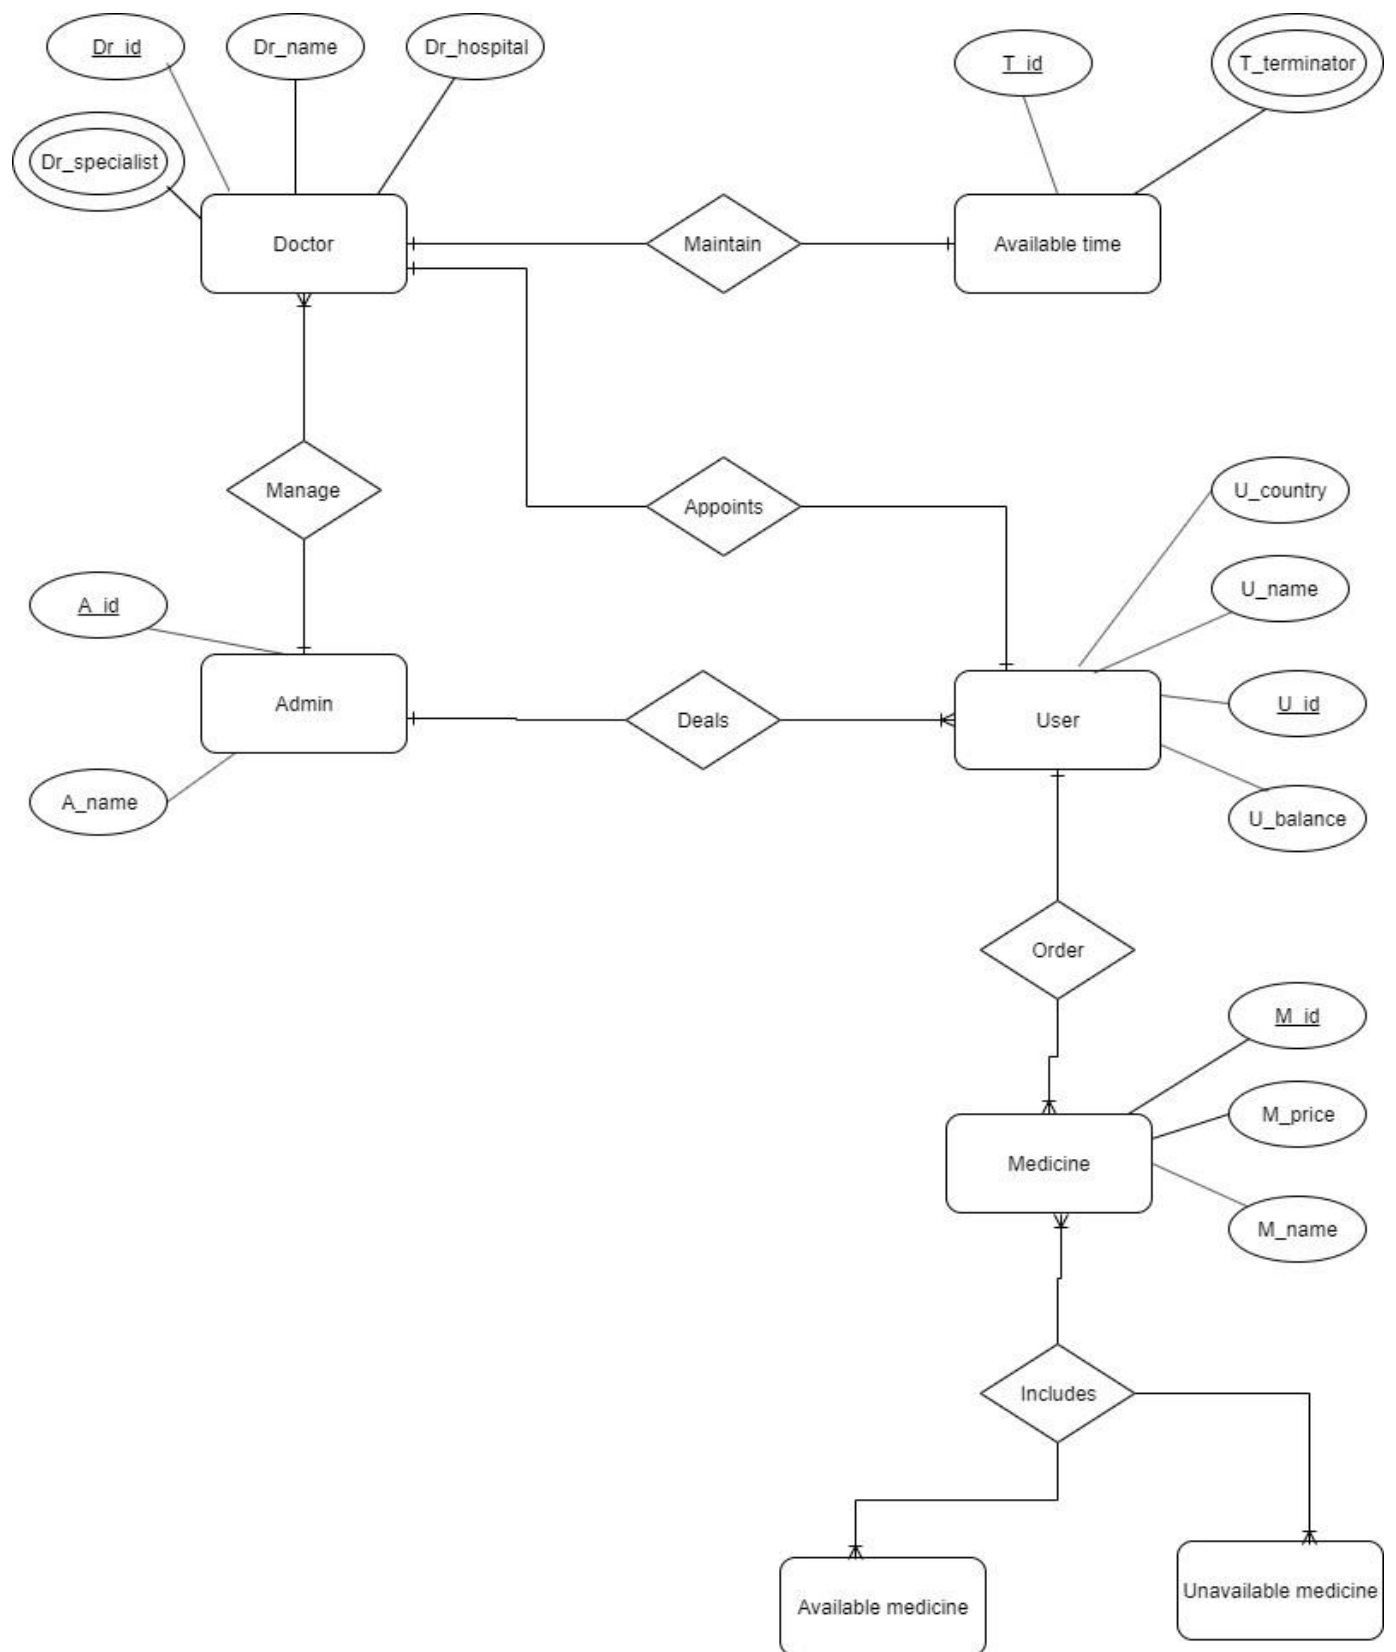 Dr_id
Dr_name
Dr_hospital
T_id
T_terminator
Dr_specialist
Doctor
Maintain
Available time
Manage
Appoints
U_country
U_name
A_id
Admin
Deals
User
U_id
A_name
U_balance
Order
M_id
M_price
Medicine
M_name
Includes
Available medicine
Unavailable medicine